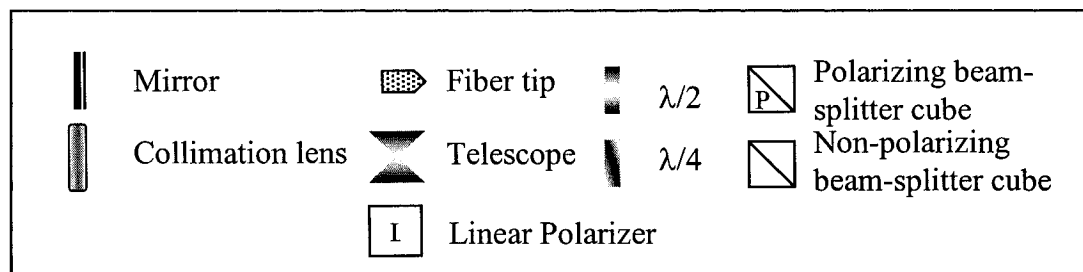 Mirror
Fiber tip
λ/2
P
Polarizing beam-
splitter cube
Collimation lens
Telescope
λ/4
Non-polarizing
beam-splitter cube
I
Linear Polarizer